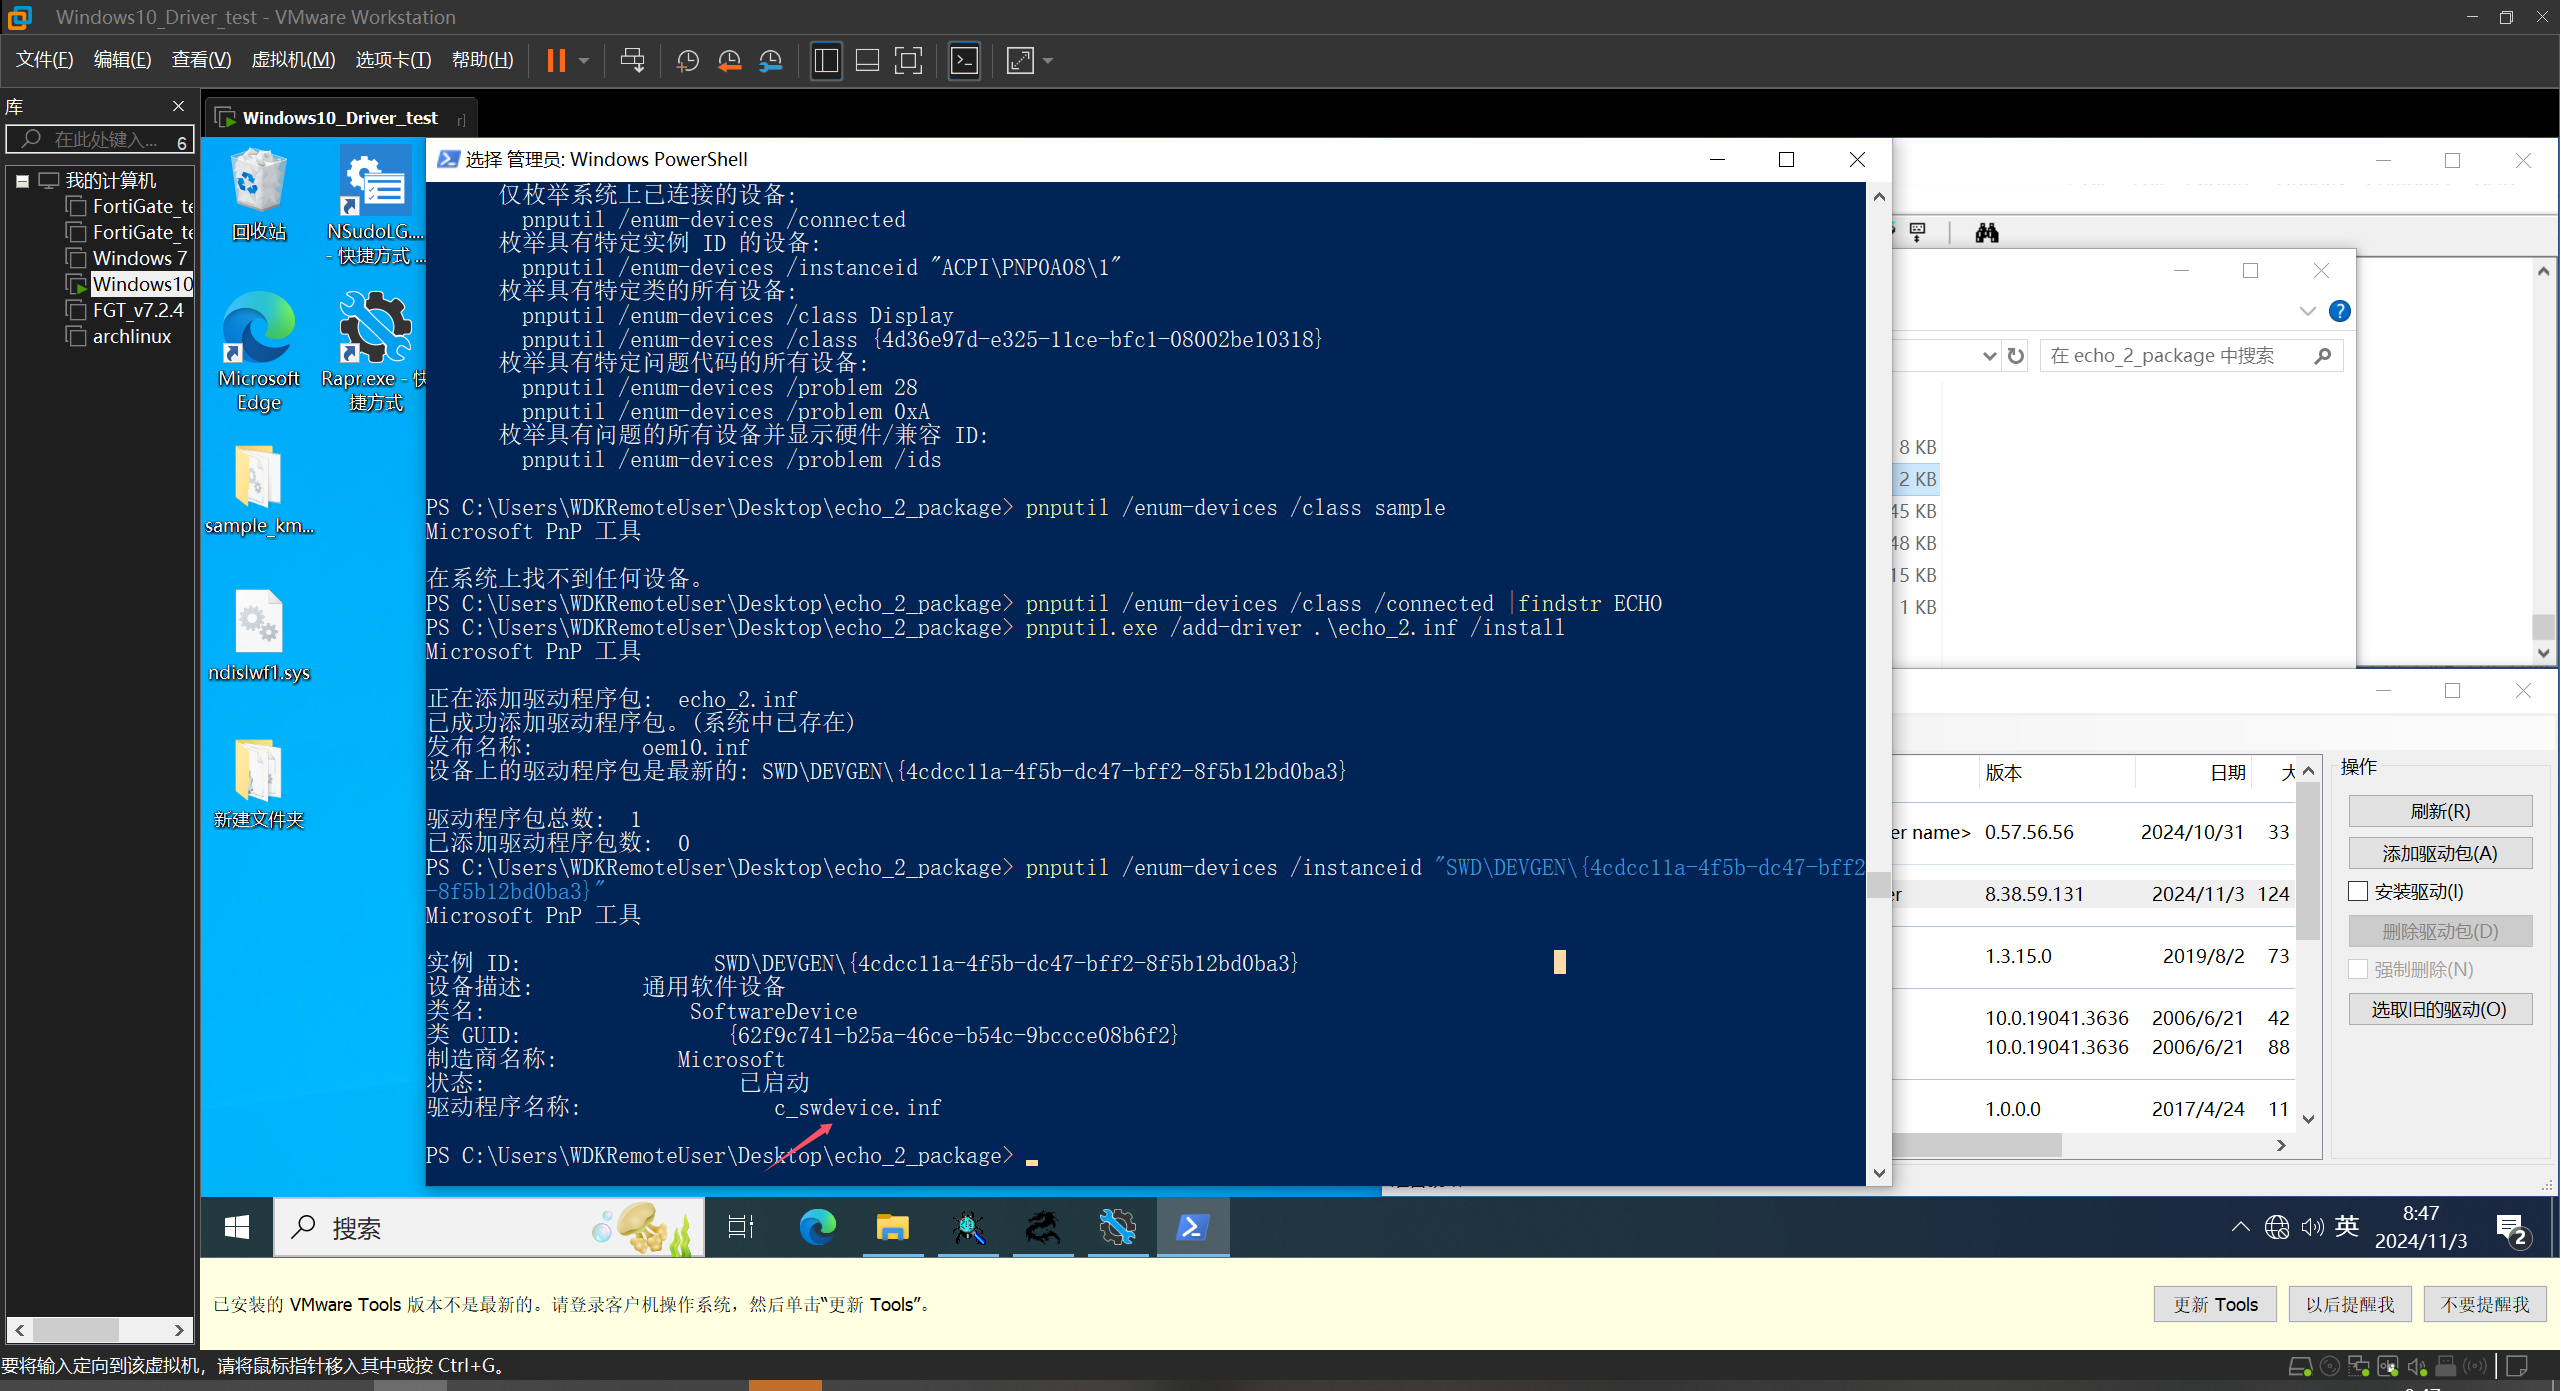 Windows10_Driver_test - VMware Workstation
文件(F) 编辑(E) 查看(V) 虚拟机(M) 选项卡(T) 帮助(H)
库
在此处键入... 6
我的计算机
FortiGate_te
FortiGate_te
Windows 7
Windows10
FGT_v7.2.4
archlinux
Windows10_Driver_test
回收站
NSudoLG....
- 快捷方式 ...
Microsoft
Edge
Rapr.exe - 快
捷方式
sample_km...
ndislwf1.sys
新建文件夹
选择 管理员: Windows PowerShell
仅枚举系统上已连接的设备:
pnputil /enum-devices /connected
枚举具有特定实例 ID 的设备:
pnputil /enum-devices /instanceid "ACPI\PNP0A08\1"
枚举具有特定类的所有设备:
pnputil /enum-devices /class Display
pnputil /enum-devices /class {4d36e97d-e325-11ce-bfc1-08002be10318}
枚举具有特定问题代码的所有设备:
pnputil /enum-devices /problem 28
pnputil /enum-devices /problem 0xA
枚举具有问题的所有设备并显示硬件/兼容 ID:
pnputil /enum-devices /problem /ids
PS C:\Users\WDKRemoteUser\Desktop\echo_2_package> pnputil /enum-devices /class sample
Microsoft PnP 工具
在系统上找不到任何设备。
PS C:\Users\WDKRemoteUser\Desktop\echo_2_package> pnputil /enum-devices /class /connected |findstr ECHO
PS C:\Users\WDKRemoteUser\Desktop\echo_2_package> pnputil.exe /add-driver .\echo_2.inf /install
Microsoft PnP 工具
正在添加驱动程序包: echo_2.inf
已成功添加驱动程序包。(系统中已存在)
发布名称: oem10.inf
设备上的驱动程序包是最新的: SWD\DEVGEN\{4cdcc11a-4f5b-dc47-bff2-8f5b12bd0ba3}
驱动程序包总数: 1
已添加驱动程序包数: 0
PS C:\Users\WDKRemoteUser\Desktop\echo_2_package> pnputil /enum-devices /instanceid "SWD\DEVGEN\{4cdcc11a-4f5b-dc47-bff2
-8f5b12bd0ba3}"
Microsoft PnP 工具
实例 ID: SWD\DEVGEN\{4cdcc11a-4f5b-dc47-bff2-8f5b12bd0ba3}
设备描述: 通用软件设备
类名: SoftwareDevice
类 GUID: {62f9c741-b25a-46ce-b54c-9bccce08b6f2}
制造商名称: Microsoft
状态: 已启动
驱动程序名称: c_swdevice.inf
PS C:\Users\WDKRemoteUser\Desktop\echo_2_package>
在 echo_2_package 中搜索
8 KB
2 KB
45 KB
48 KB
15 KB
1 KB
版本 日期 大
er name> 0.57.56.56 2024/10/31 33
er 8.38.59.131 2024/11/3 124
1.3.15.0 2019/8/2 73
10.0.19041.3636 2006/6/21 42
10.0.19041.3636 2006/6/21 88
1.0.0.0 2017/4/24 11
操作
刷新(R)
添加驱动包(A)
安装驱动(I)
删除驱动包(D)
强制删除(N)
选取旧的驱动(O)
搜索
英
8:47
2024/11/3
2
已安装的 VMware Tools 版本不是最新的。请登录客户机操作系统，然后单击“更新 Tools”。
更新 Tools 以后提醒我 不要提醒我
要将输入定向到该虚拟机，请将鼠标指针移入其中或按 Ctrl+G。